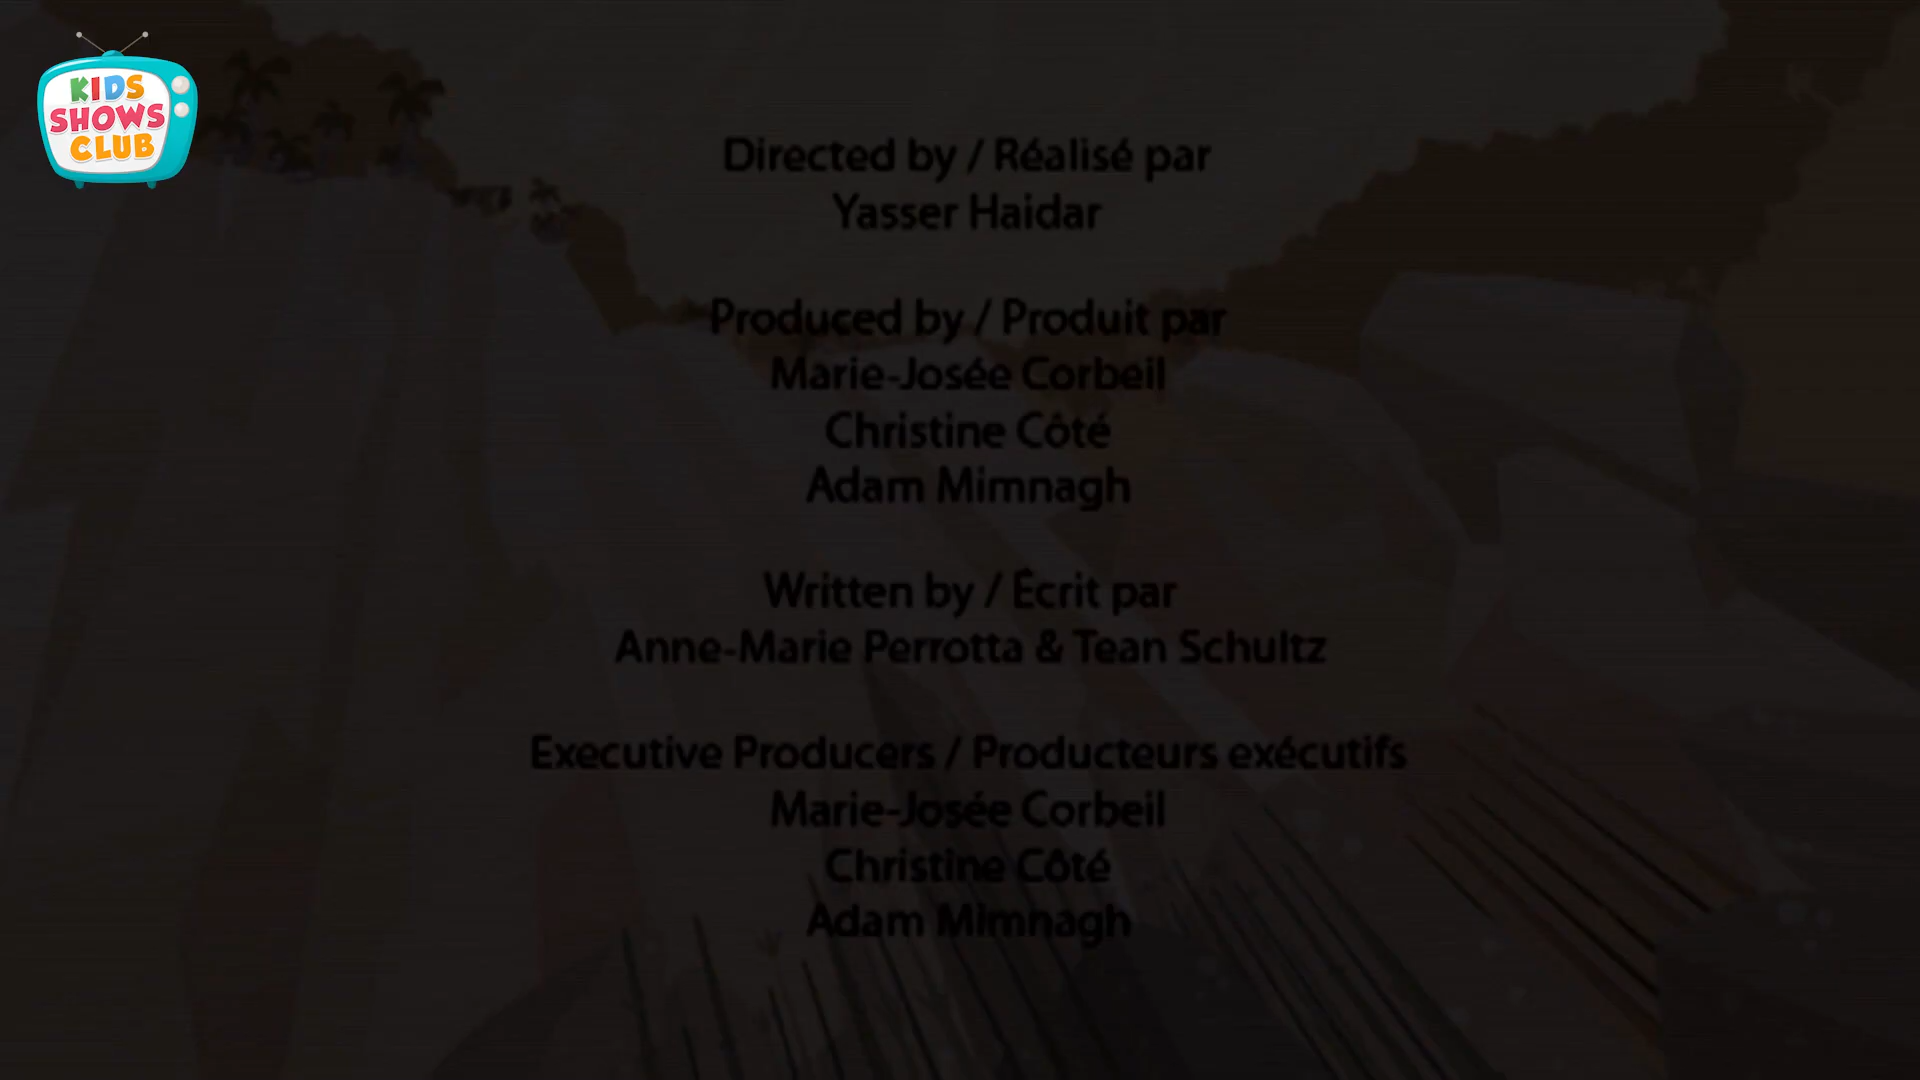 KIDS
SHOWS
CLUB
Directed by / Réalisé par
Yasser Haidar
Produced by / Produit par
Marie-Josée Corbeil
Christine Côté
Adam Mimnagh
Written by / Écrit par
Anne-Marie Perrotta & Tean Schultz
Executive Producers / Producteurs exécutifs
Marie-Josée Corbeil
Christine Côté
Adam Mimnagh